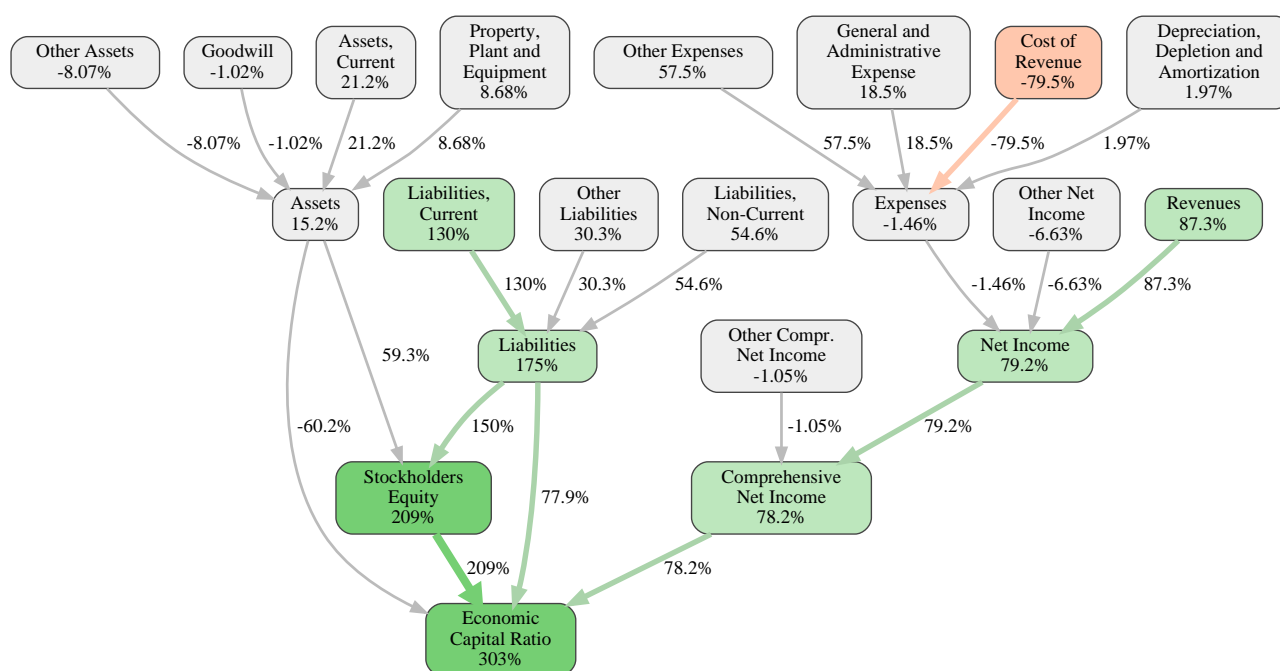 Other Assets
-8.07%
Goodwill
-1.02%
Assets,
Current
21.2%
Property,
Plant and
Equipment
8.68%
Other Expenses
57.5%
General and
Administrative
Expense
18.5%
Cost of
Revenue
-79.5%
Depreciation,
Depletion and
Amortization
1.97%
-8.07%
-1.02%
21.2%
8.68%
57.5%
18.5%
-79.5%
1.97%
Assets
15.2%
Liabilities,
Current
130%
Other
Liabilities
30.3%
Liabilities,
Non-Current
54.6%
Expenses
-1.46%
Other Net
Income
-6.63%
Revenues
87.3%
130%
30.3%
54.6%
-1.46%
-6.63%
87.3%
59.3%
Liabilities
175%
Other Compr.
Net Income
-1.05%
Net Income
79.2%
-60.2%
150%
-1.05%
79.2%
Stockholders
Equity
209%
77.9%
Comprehensive
Net Income
78.2%
209%
78.2%
Economic
Capital Ratio
303%